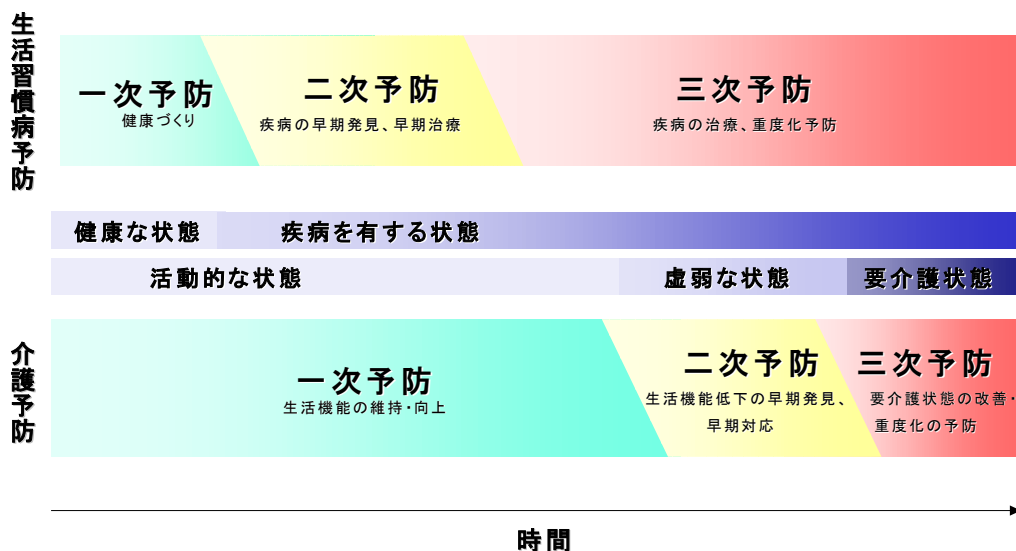 生活習慣病予防
一次予防
健康づくり
二次予防
疾病の早期発見、早期治療
三次予防
疾病の治療、重度化予防
健康な状態
疾病を有する状態
活動的な状態
虚弱な状態
要介護状態
介護予防
一次予防
生活機能の維持・向上
二次予防
生活機能低下の早期発見、
早期対応
三次予防
要介護状態の改善・
重度化の予防
時間